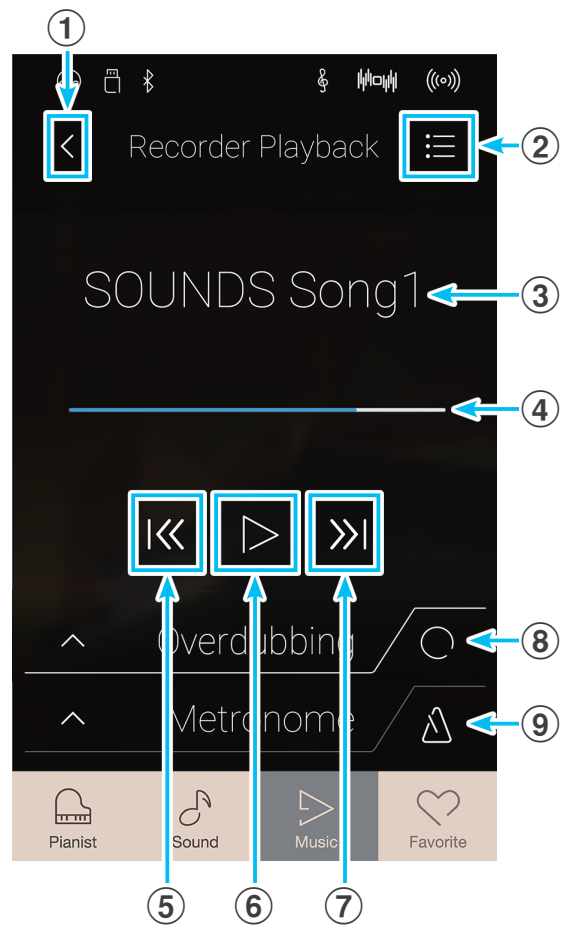 ①
Recorder Playback
②
SOUNDS Song1
③
④
Overdubbing
⑧
Metronome
⑨
Pianist Sound Music Favorite
⑤ ⑥ ⑦